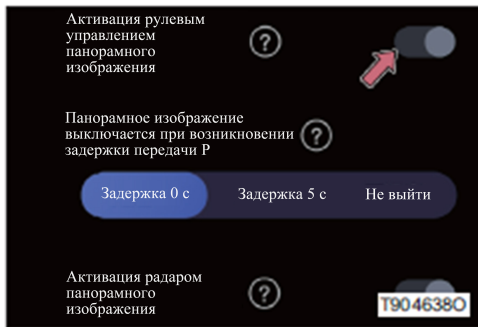 Активация рулевым
управлением
панорамного
изображения
?
Панорамное изображение
выключается при возникновении
задержки передачи P
?
Задержка 0 с
Задержка 5 с
Не выйти
Активация радаром
панорамного
изображения
?
T904638O